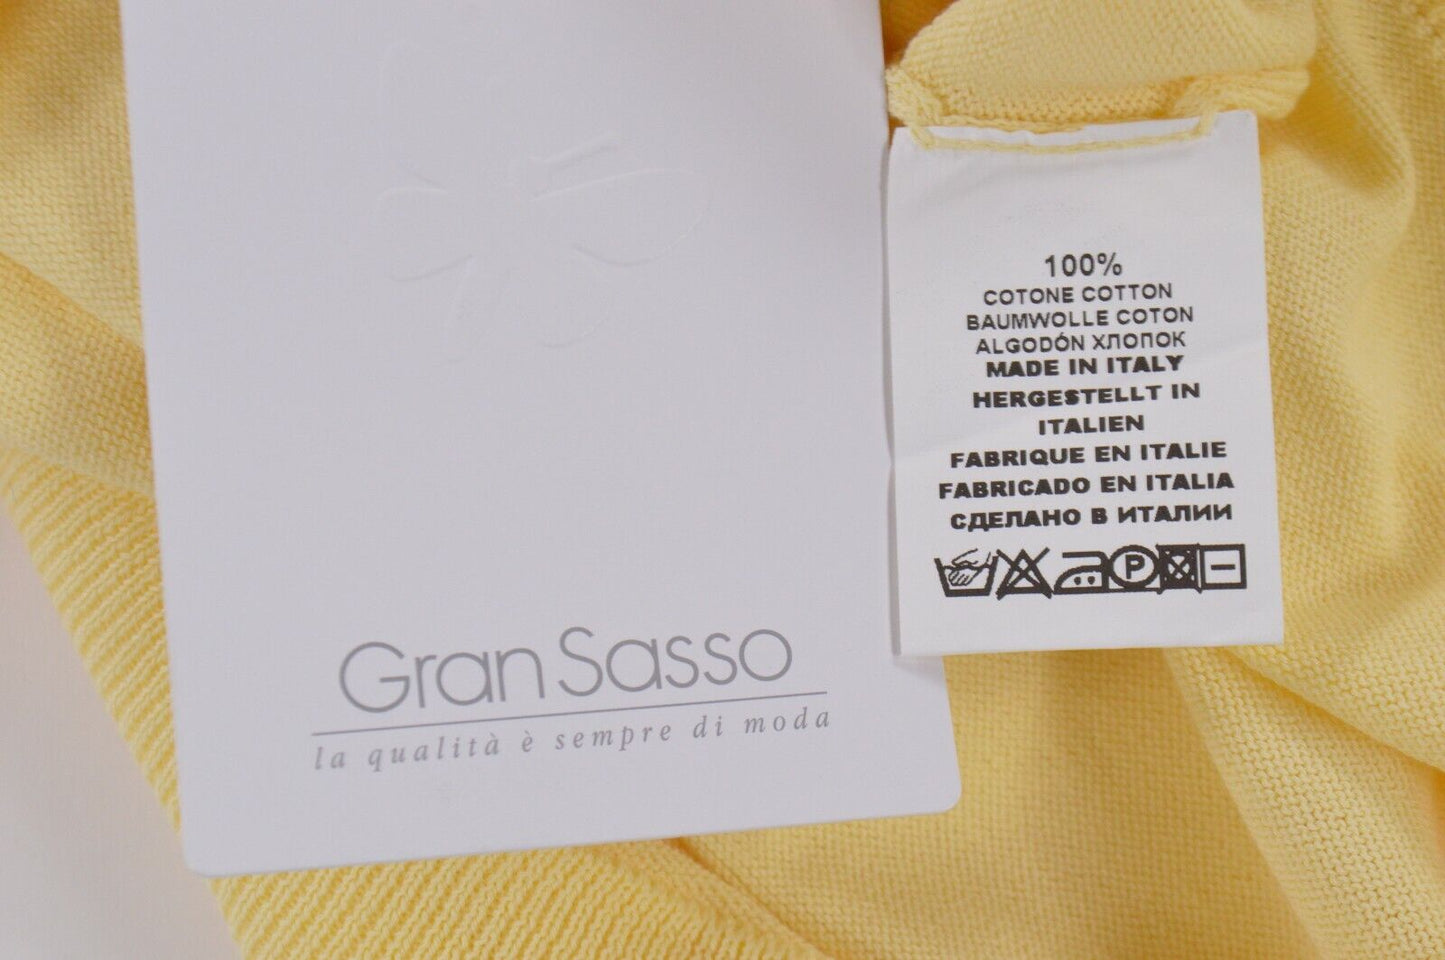 Gran Sasso
la qualità è sempre di moda
100%
COTONE COTTON
BAUMWOLLE COTON
ALGODÓN ХЛОПОК
MADE IN ITALY
HERGESTELLT IN
ITALIEN
FABRIQUE EN ITALIE
FABRICADO EN ITALIA
СДЕЛАНО В ИТАЛИИ
P